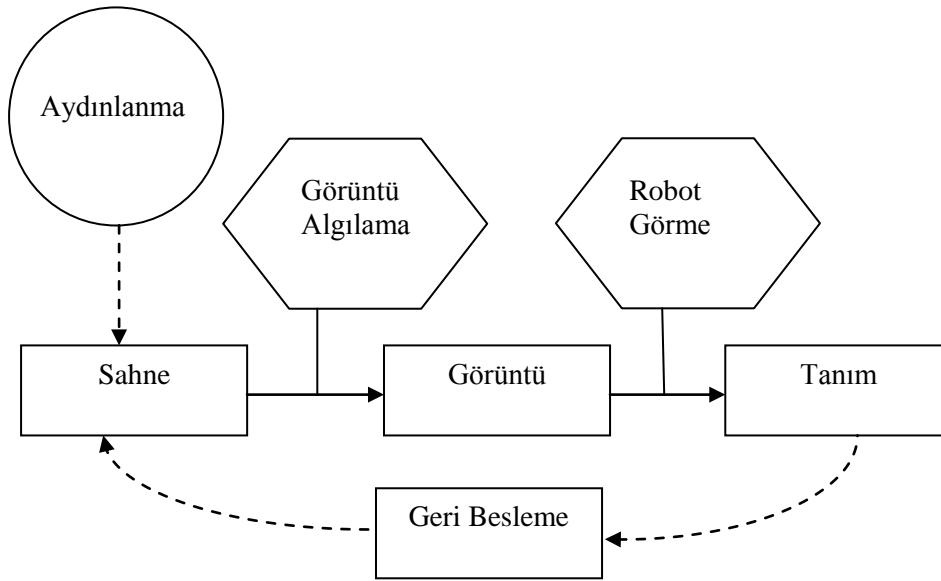 Aydınlanma
Görüntü
Algılama
Robot
Görme
Sahne
Görüntü
Tanım
Geri Besleme